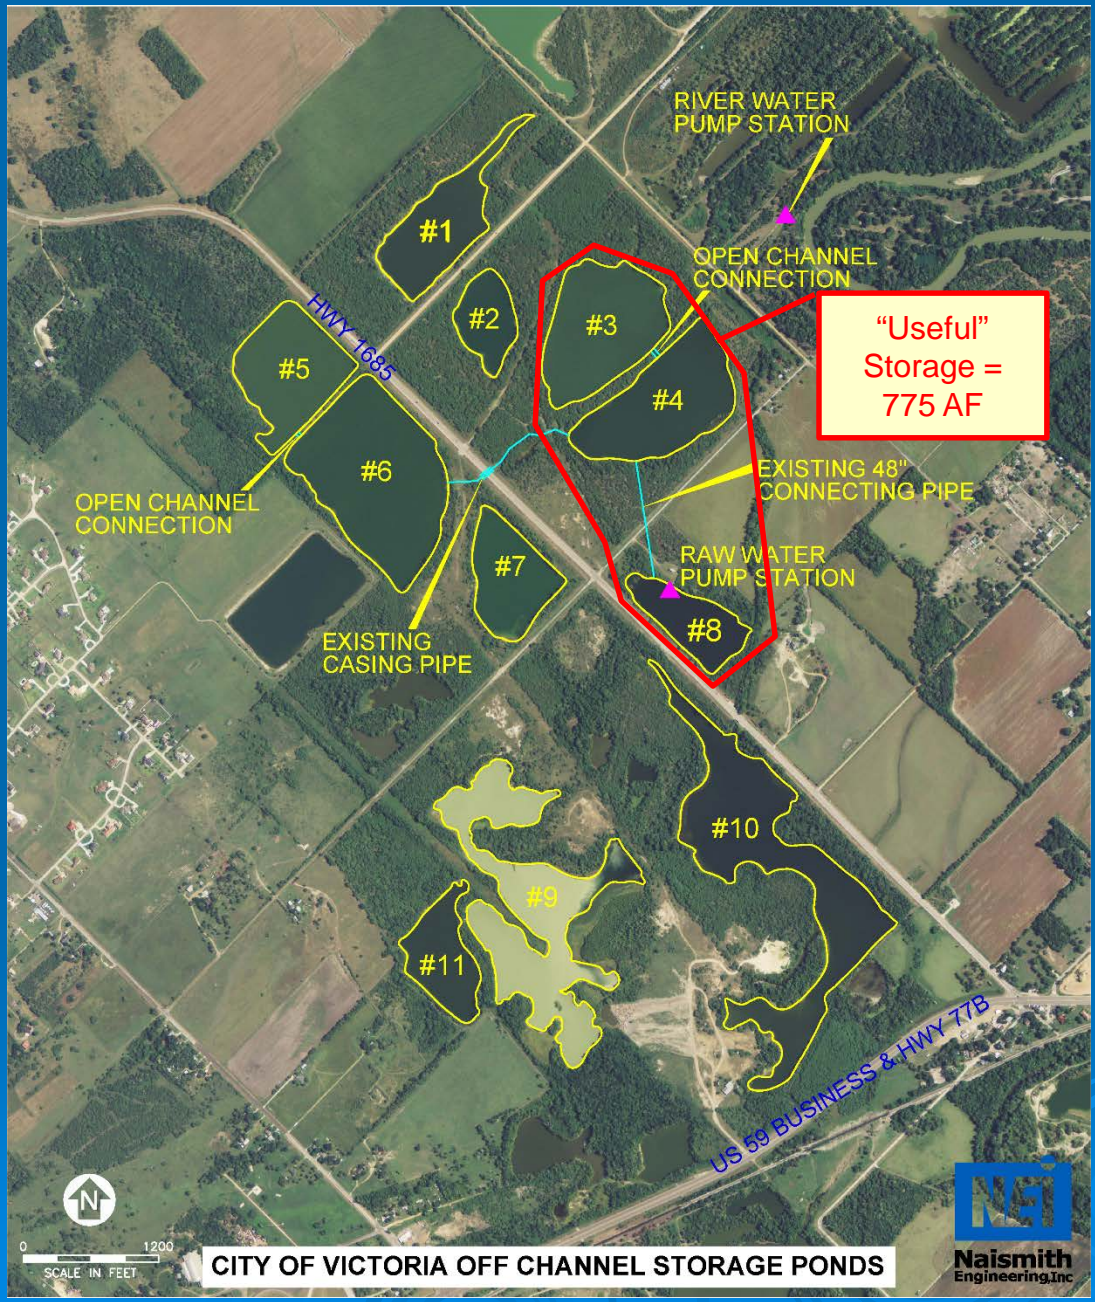 RIVER WATER
PUMP STATION
#1
OPEN CHANNEL
CONNECTION
#2
#3
HWY 1685
"Useful"
Storage =
775 AF
#5
#4
#6
EXISTING 48"
CONNECTING PIPE
OPEN CHANNEL
CONNECTION
#7
RAW WATER
PUMP STATION
EXISTING
CASING PIPE
#8
#10
#9
#11
US 59 BUSINESS & HWY 77B
N
0 1200
SCALE IN FEET
CITY OF VICTORIA OFF CHANNEL STORAGE PONDS
NEi
Naismith
Engineering,Inc